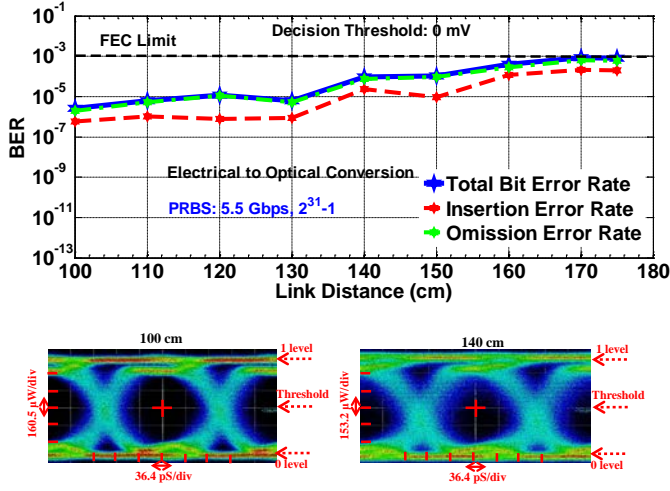 Decision Threshold: 0 mV
FEC Limit
BER
10^-1
10^-3
10^-5
10^-7
10^-9
10^-11
10^-13
Electrical to Optical Conversion
PRBS: 5.5 Gbps, 2^31-1
Total Bit Error Rate
Insertion Error Rate
Omission Error Rate
100 110 120 130 140 150 160 170 180
Link Distance (cm)
100 cm
1 level
Threshold
0 level
160.5 µW/div
36.4 pS/div
140 cm
1 level
Threshold
0 level
153.2 µW/div
36.4 pS/div